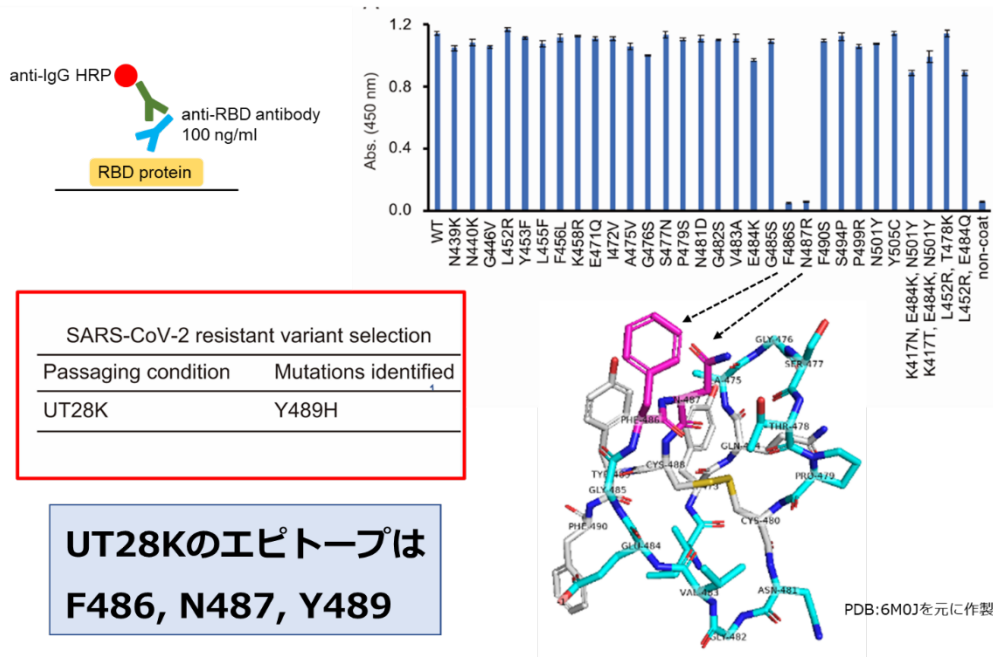 anti-IgG HRP
anti-RBD antibody
100 ng/ml
RBD protein
Abs. (450 nm)
1.2
0.8
0.4
0.0
WT
N439K
N440K
G446V
L452R
Y453F
L455F
F456L
K458R
E471Q
I472V
A475V
G476S
S477N
P479S
N481D
G482S
V483A
E484K
G485S
F486S
N487R
F490S
S494P
P499R
N501Y
Y505C
K417N, E484K, N501Y
K417T, E484K, N501Y
L452R, T478K
L452R, E484Q
non-coat
SARS-CoV-2 resistant variant selection
Passaging condition Mutations identified
UT28K Y489H
UT28Kのエピトープは
F486, N487, Y489
GLY-476
SER-477
THR-478
PRO-479
CYS-480
ASN-481
GLY-482
VAL-483
GLU-484
GLY-485
PHE-486
CYS-488
PHE-490
PDB:6M0Jを元に作製